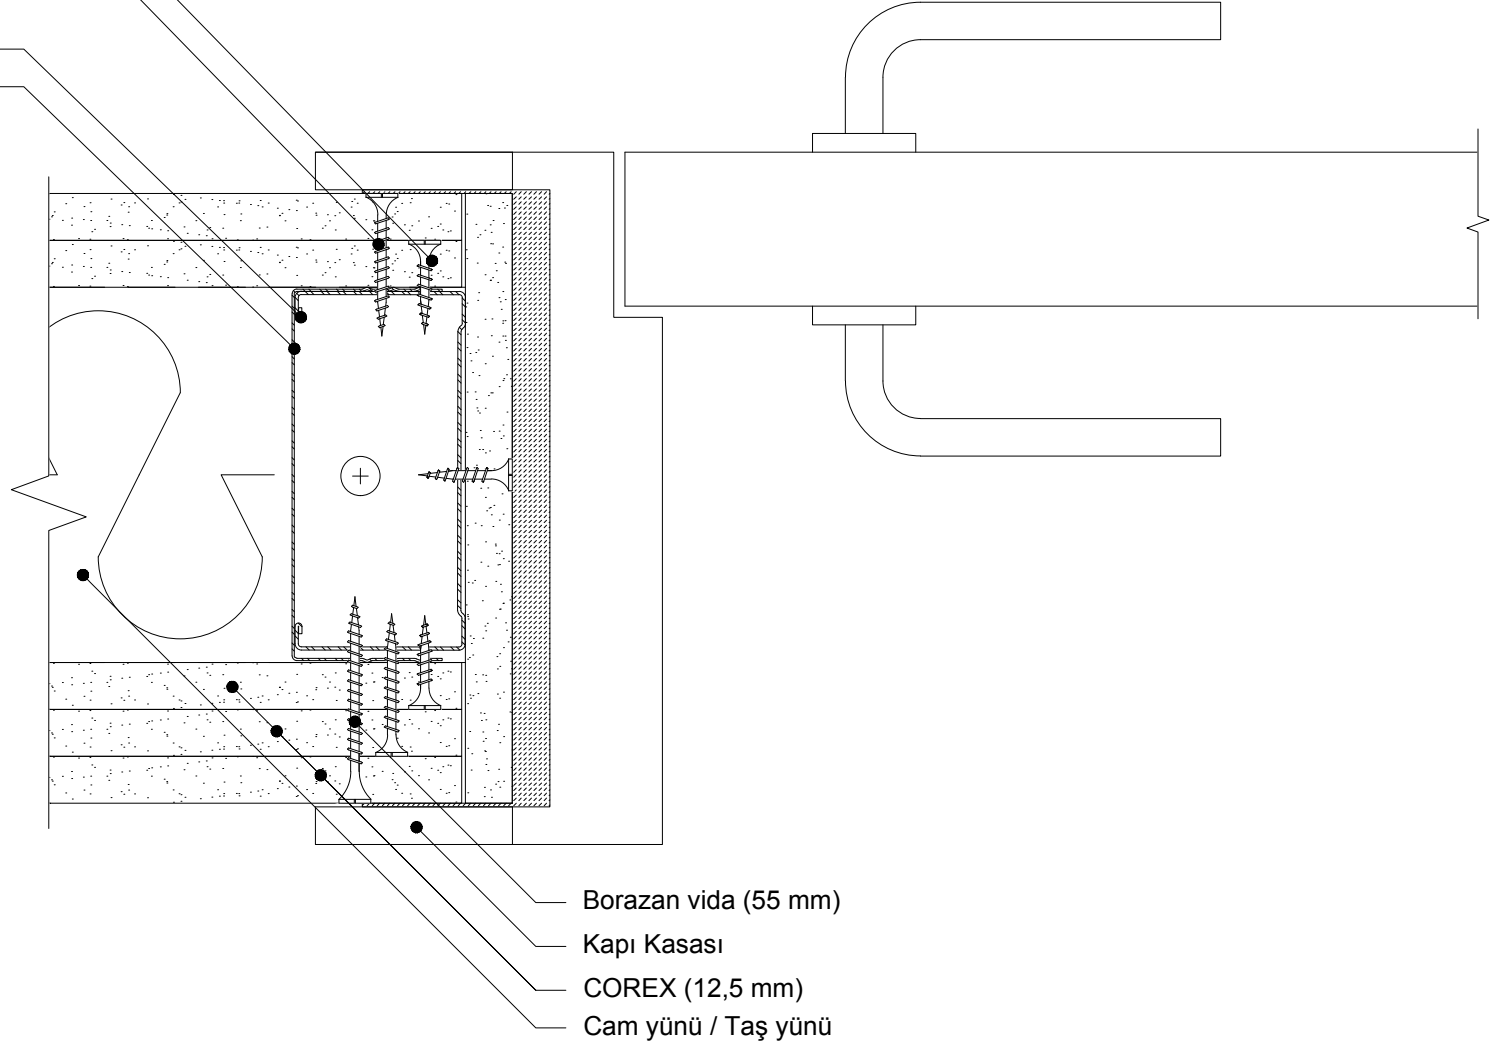 Borazan vida (55 mm)
Kapı Kasası
COREX (12,5 mm)
Cam yünü / Taş yünü